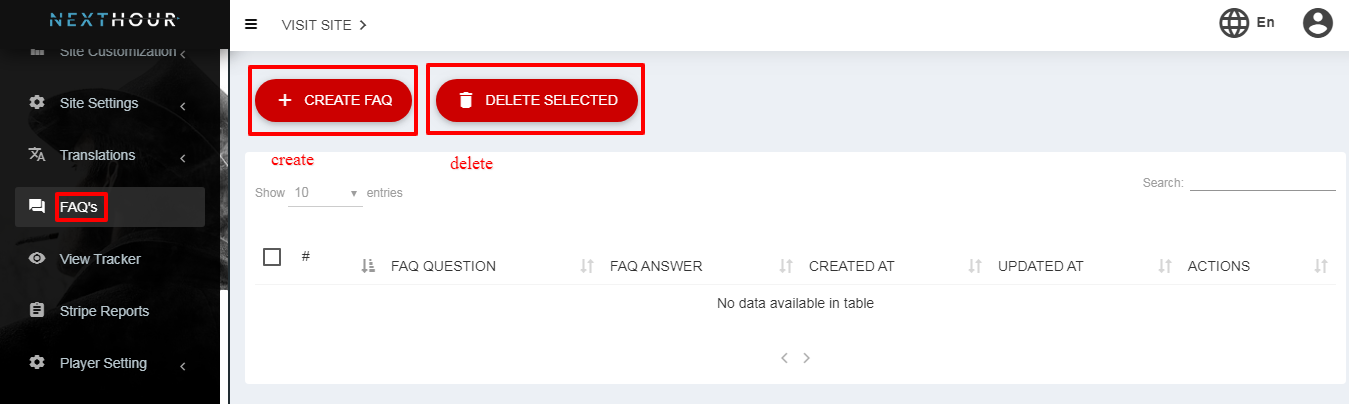 NEXTHOUR
VISIT SITE
En
Site Customization
Site Settings
Translations
FAQ's
View Tracker
Stripe Reports
Player Setting
CREATE FAQ
DELETE SELECTED
create
delete
Show 10 entries
Search:
# FAQ QUESTION FAQ ANSWER CREATED AT UPDATED AT ACTIONS
No data available in table